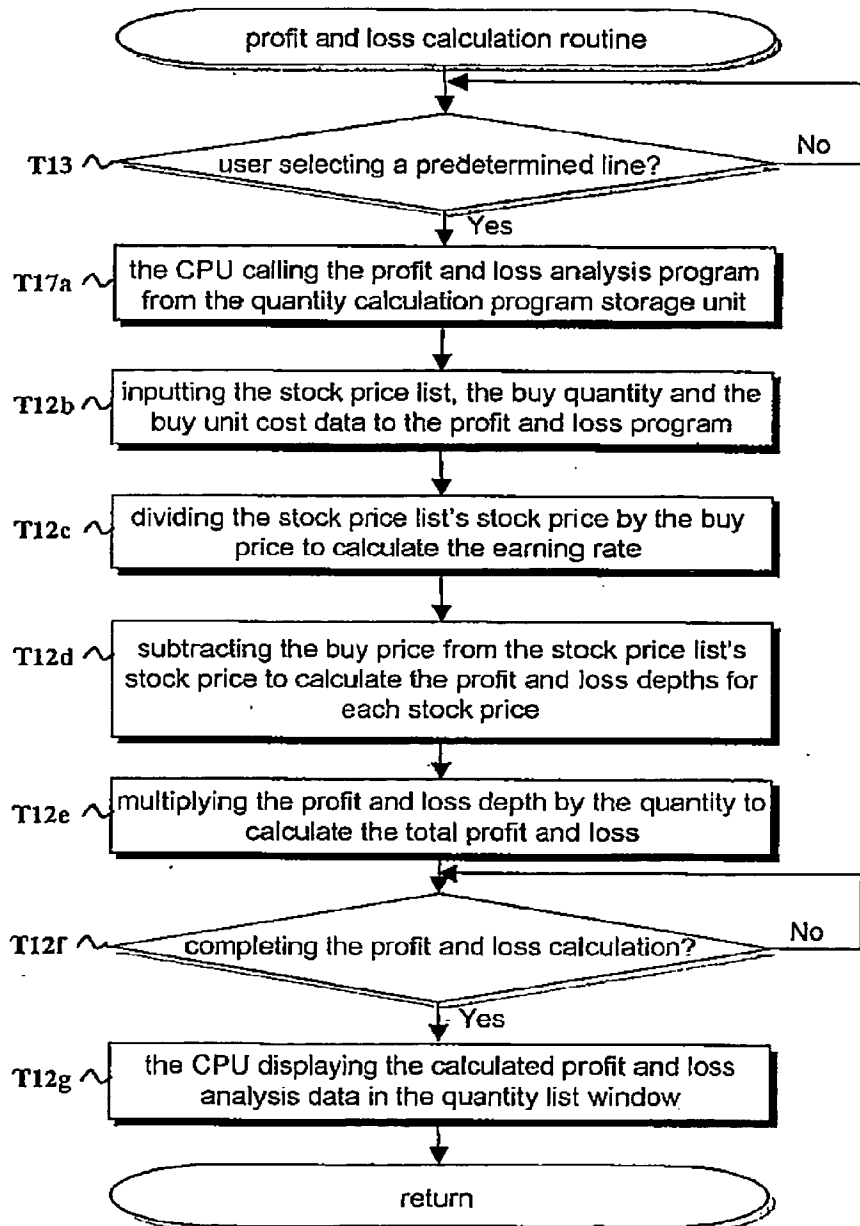 profit and loss calculation routine
T13
user selecting a predetermined line?
No
Yes
T17a
the CPU calling the profit and loss analysis program
from the quantity calculation program storage unit
T12b
inputting the stock price list, the buy quantity and the
buy unit cost data to the profit and loss program
T12c
dividing the stock price list's stock price by the buy
price to calculate the earning rate
T12d
subtracting the buy price from the stock price list's
stock price to calculate the profit and loss depths for
each stock price
T12e
multiplying the profit and loss depth by the quantity to
calculate the total profit and loss
T12f
completing the profit and loss calculation?
No
Yes
T12g
the CPU displaying the calculated profit and loss
analysis data in the quantity list window
return